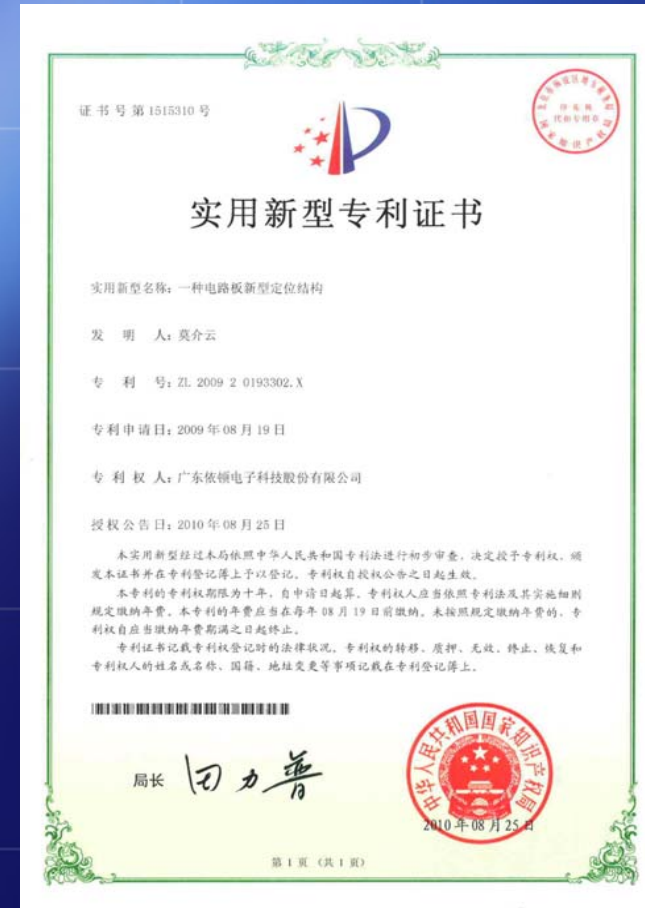 证书号第1515310号
印花税
代扣专用章
实用新型专利证书
实用新型名称：一种电路板新型定位结构
发 明 人：莫介云
专 利 号：ZL 2009 2 0193302.X
专利申请日：2009年08月19日
专 利 权 人：广东依顿电子科技股份有限公司
授权公告日：2010年08月25日
本实用新型经过本局依照中华人民共和国专利法进行初步审查，决定授予专利权，颁
发本证书并在专利登记簿上予以登记。专利权自授权公告之日起生效。
本专利的专利权期限为十年，自申请日起算。专利权人应当依照专利法及其实施细则
规定缴纳年费。本专利的年费应当在每年08月19日前缴纳。未按照规定缴纳年费的，专
利权自应当缴纳年费期满之日起终止。
专利证书记载专利权登记时的法律状况。专利权的转移、质押、无效、终止、恢复和
专利权人的姓名或名称、国籍、地址变更等事项记载在专利登记簿上。
局长 田力普
中华人民共和国国家知识产权局
2010年08月25日
第1页（共1页）